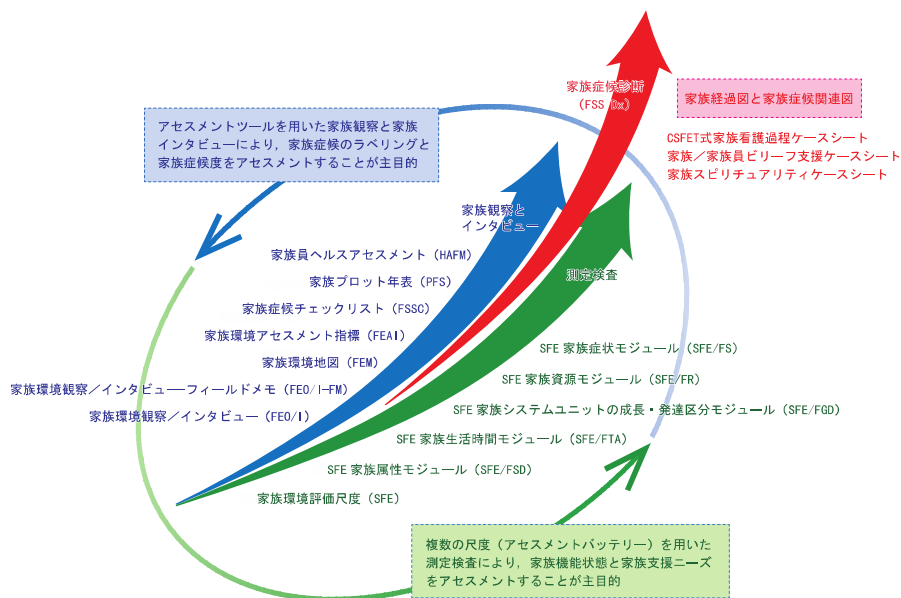 家族症候診断
（FSS Dx）
家族経過図と家族症候関連図
CSFET式家族看護過程ケースシート
家族／家族員ビリーフ支援ケースシート
家族スピリチュアリティケースシート
アセスメントツールを用いた家族観察と家族
インタビューにより，家族症候のラベリングと
家族症候度をアセスメントすることが主目的
家族観察と
インタビュー
家族員ヘルスアセスメント（HAFM）
家族プロット年表（PFS）
家族症候チェックリスト（FSSC）
家族環境アセスメント指標（FEAI）
家族環境地図（FEM）
家族環境観察／インタビューフィールドメモ（FEO/I-FM）
家族環境観察／インタビュー（FEO/I）
測定検査
SFE 家族症状モジュール（SFE/FS）
SFE 家族資源モジュール（SFE/FR）
SFE 家族システムユニットの成長・発達区分モジュール（SFE/FGD）
SFE 家族生活時間モジュール（SFE/FTA）
SFE 家族属性モジュール（SFE/FSD）
家族環境評価尺度（SFE）
複数の尺度（アセスメントバッテリー）を用いた
測定検査により，家族機能状態と家族支援ニーズ
をアセスメントすることが主目的